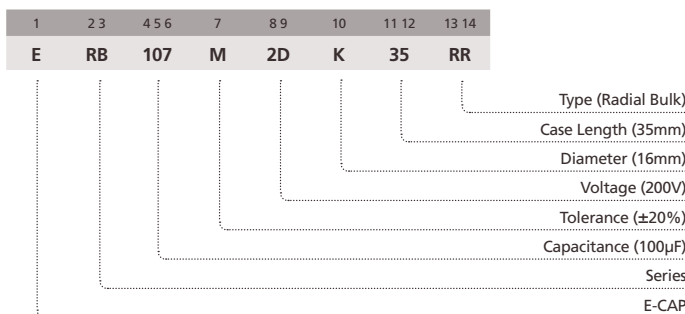 1 2 3 4 5 6 7 8 9 10 11 12 13 14
E RB 107 M 2D K 35 RR
Type (Radial Bulk)
Case Length (35mm)
Diameter (16mm)
Voltage (200V)
Tolerance (±20%)
Capacitance (100µF)
Series
E-CAP